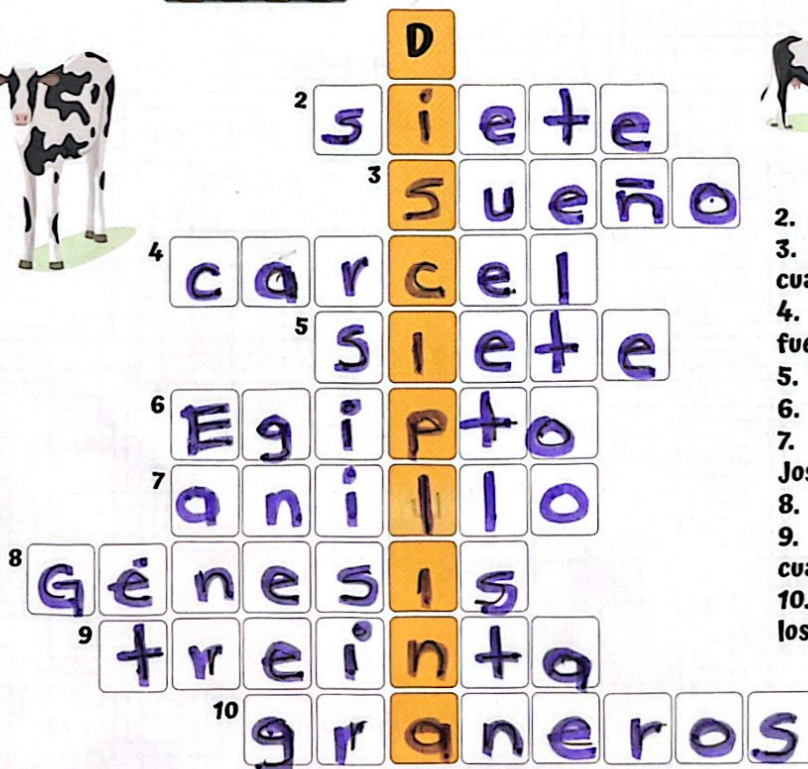 D
2 siete
3 sueño
4 carcel
5 siete
6 Egipto
7 anillo
8 Génesis
9 treinta
10 graneros
2.
3.
cua
4.
fue
5.
6.
7.
Jos
8.
9.
cua
10.
los